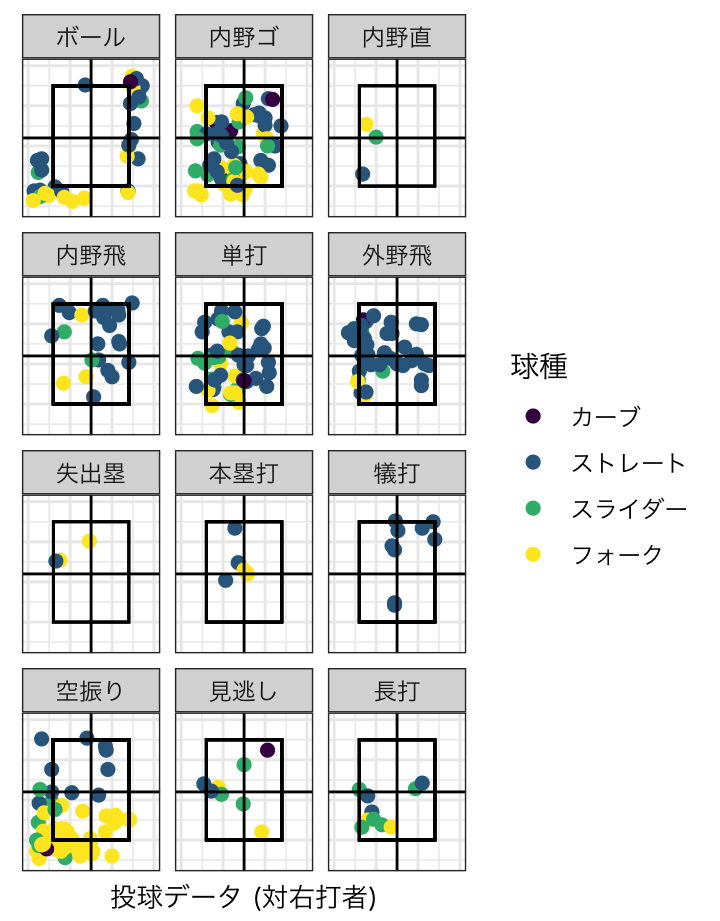 ボール 内野ゴ 内野直
内野飛 単打 外野飛
球種
カーブ
ストレート
スライダー
フォーク
失出塁 本塁打 犠打
空振り 見逃し 長打
投球データ (対右打者)